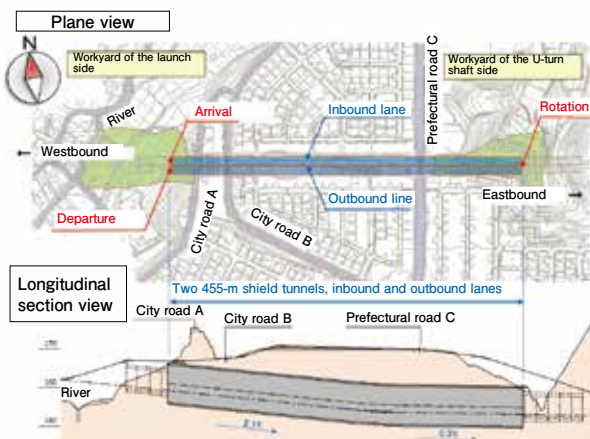 Plane view
N
Workyard of the launch
side
Workyard of the U-turn
shaft side
Prefectural road C
River
Arrival
Inbound lane
Rotation
Westbound
Departure
City road A
City road B
Outbound line
Eastbound
Two 455-m shield tunnels, inbound and outbound lanes
Longitudinal
section view
City road A
City road B
Prefectural road C
River